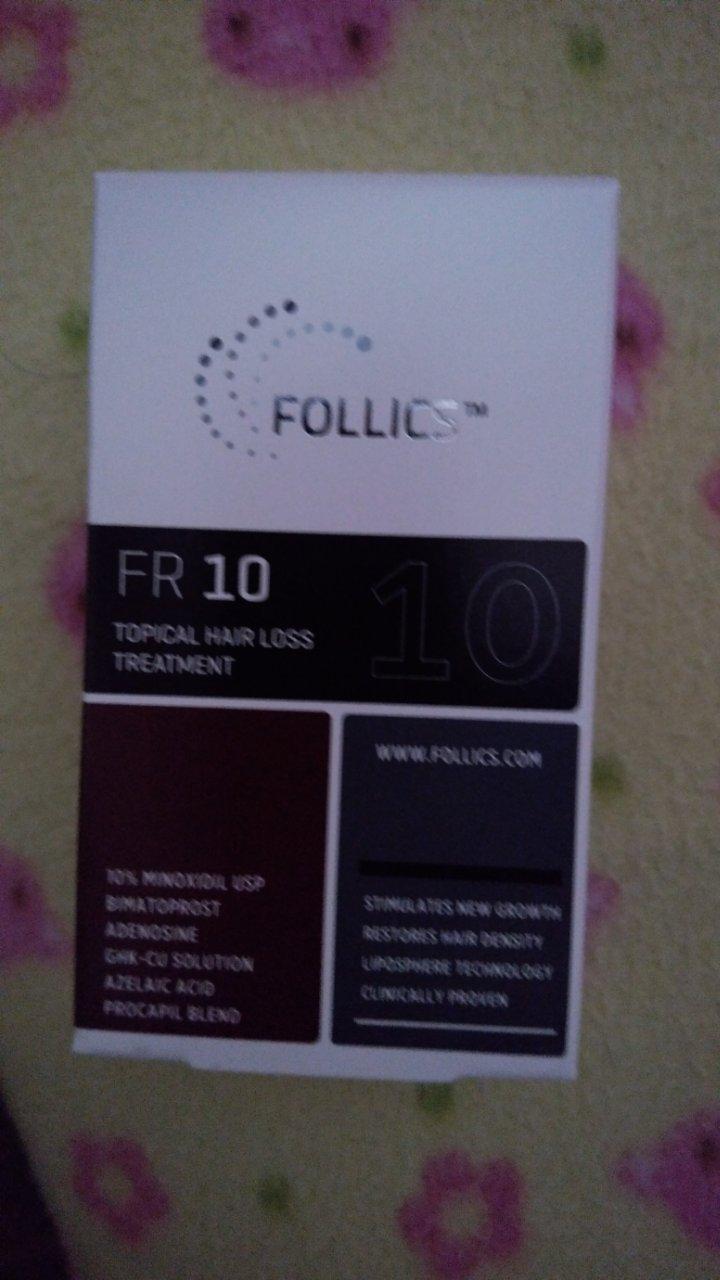 FOLLICS™
FR 10
10
TOPICAL HAIR LOSS
TREATMENT
10% MINOXIDIL USP
BIMATOPROST
ADENOSINE
GHK-CU SOLUTION
AZELAIC ACID
PROCAPIL BLEND
WWW.FOLLICS.COM
STIMULATES NEW GROWTH
RESTORES HAIR DENSITY
LIPOSPHERE TECHNOLOGY
CLINICALLY PROVEN